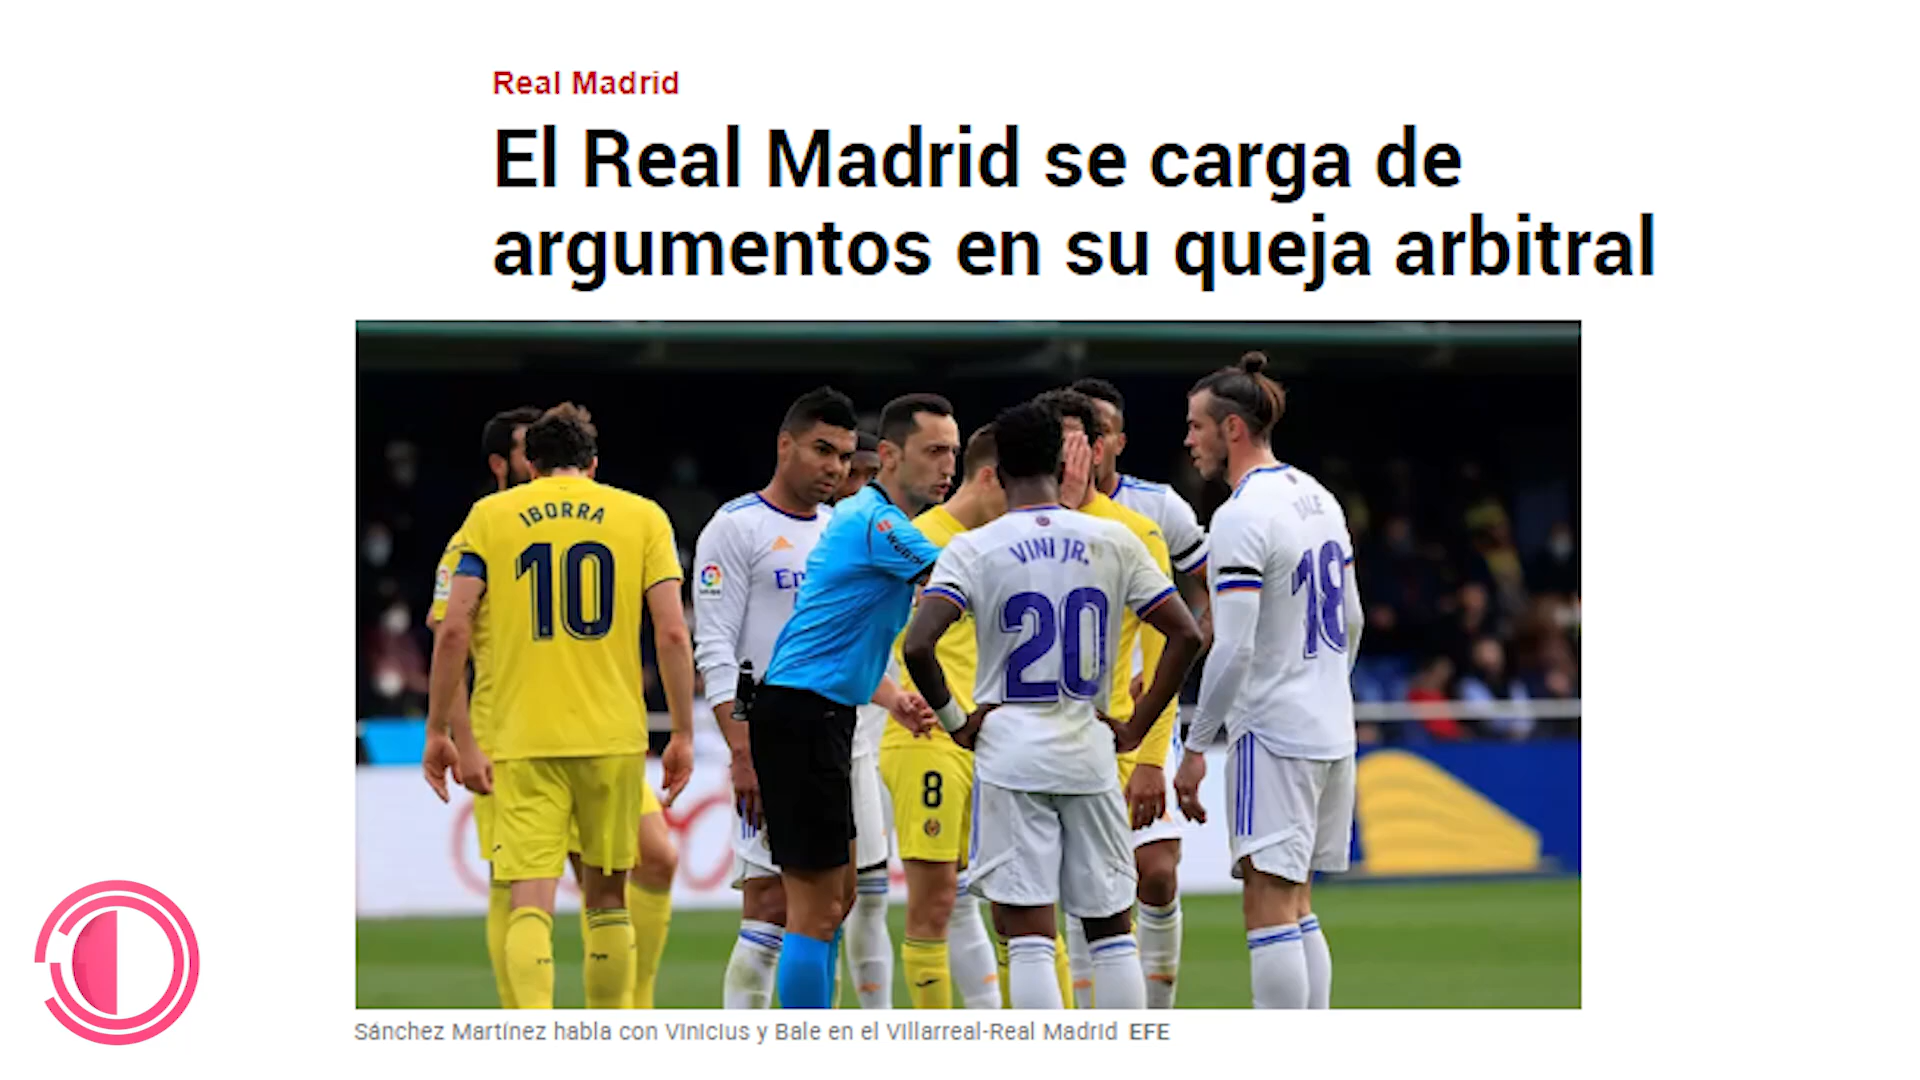 Real Madrid
El Real Madrid se carga de
argumentos en su queja arbitral
IBORRA
10
VINI JR.
20
BALE
18
8
Sánchez Martínez habla con Vinicius y Bale en el Villarreal-Real Madrid EFE